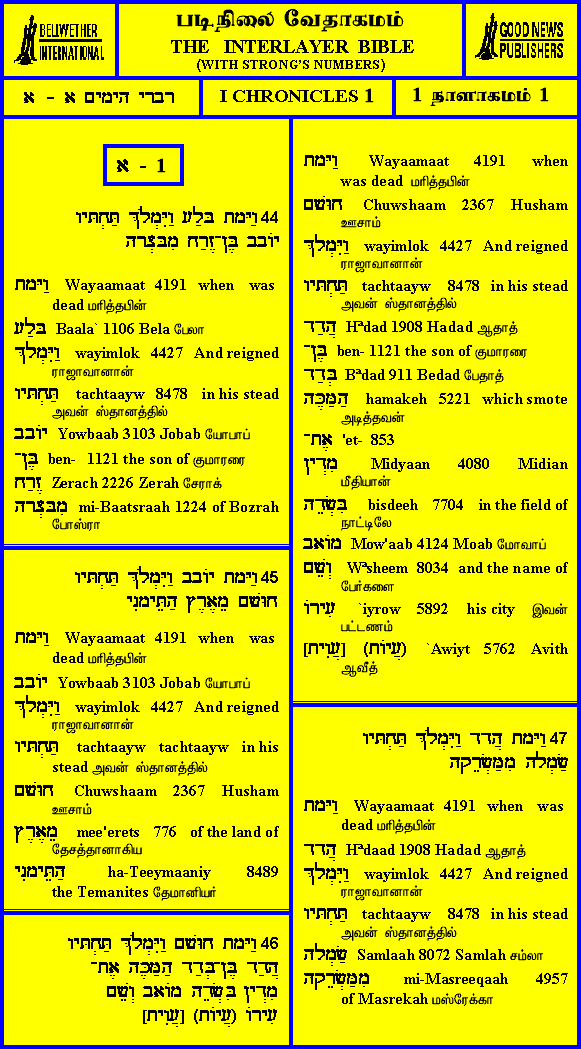 BELLWETHER
INTERNATIONAL
படிநிலை வேதாகமம்
THE INTERLAYER BIBLE
(WITH STRONG'S NUMBERS)
GOOD NEWS
PUBLISHERS
דברי הימים א - א
I CHRONICLES 1
1 நாளாகமம் 1
א - 1
44 וַיָּמָת בָּלַע וַיִּמְלֹךְ תַּחְתָּיו
יוֹבָב בֶּן־זֶרַח מִבָּצְרָה
וַיָּמָת Wayaamaat 4191 when was
dead மரித்தபின்
בָּלַע Baala` 1106 Bela பேலா
וַיִּמְלֹךְ wayimlok 4427 And reigned
ராஜாவானான்
תַּחְתָּיו tachtaayw 8478 in his stead
அவன் ஸ்தானத்தில்
יוֹבָב Yowbaab 3103 Jobab யோபாப்
בֶּן־ ben- 1121 the son of குமாரரை
זֶרַח Zerach 2226 Zerah சேராக்
מִבָּצְרָה mi-Baatsraah 1224 of Bozrah
போஸ்ரா
45 וַיָּמָת יוֹבָב וַיִּמְלֹךְ תַּחְתָּיו
חוּשָׁם מֵאֶרֶץ הַתֵּימָנִי
וַיָּמָת Wayaamaat 4191 when was
dead மரித்தபின்
יוֹבָב Yowbaab 3103 Jobab யோபாப்
וַיִּמְלֹךְ wayimlok 4427 And reigned
ராஜாவானான்
תַּחְתָּיו tachtaayw tachtaayw in his
stead அவன் ஸ்தானத்தில்
חוּשָׁם Chuwshaam 2367 Husham
ஊசாம்
מֵאֶרֶץ mee'erets 776 of the land of
தேசத்தானாகிய
הַתֵּימָנִי ha-Teeymaaniy 8489
the Temanites தேமானியர்
46 וַיָּמָת חוּשָׁם וַיִּמְלֹךְ תַּחְתָּיו
הֲדַד בֶּן־בְּדַד הַמַּכֶּה אֶת־
מִדְיָן בִּשְׂדֵה מוֹאָב וְשֵׁם
עִירוֹ (עֲיוֹת) [עֲוִית]
וַיָּמָת Wayaamaat 4191 when
was dead மரித்தபின்
חוּשָׁם Chuwshaam 2367 Husham
ஊசாம்
וַיִּמְלֹךְ wayimlok 4427 And reigned
ராஜாவானான்
תַּחְתָּיו tachtaayw 8478 in his stead
அவன் ஸ்தானத்தில்
הֲדַד Hªdad 1908 Hadad ஆதாத்
בֶּן־ ben- 1121 the son of குமாரரை
בְּדַד Bªdad 911 Bedad பேதாத்
הַמַּכֶּה hamakeh 5221 which smote
அடித்தவன்
אֶת־ 'et- 853
מִדְיָן Midyaan 4080 Midian
மீதியான்
בִּשְׂדֵה bisdeeh 7704 in the field of
நாட்டிலே
מוֹאָב Mow'aab 4124 Moab மோவாப்
וְשֵׁם Wªsheem 8034 and the name of
பேர்களை
עִירוֹ `iyrow 5892 his city இவன்
பட்டணம்
(עֲיוֹת) [עֲוִית] `Awiyt 5762 Avith
ஆவீத்
47 וַיָּמָת הֲדָד וַיִּמְלֹךְ תַּחְתָּיו
שַׂמְלָה מִמַּשְׂרֵקָה
וַיָּמָת Wayaamaat 4191 when was
dead மரித்தபின்
הֲדָד Hªdaad 1908 Hadad ஆதாத்
וַיִּמְלֹךְ wayimlok 4427 And reigned
ராஜாவானான்
תַּחְתָּיו tachtaayw 8478 in his stead
அவன் ஸ்தானத்தில்
שַׂמְלָה Samlaah 8072 Samlah சம்லா
מִמַּשְׂרֵקָה mi-Masreeqaah 4957
of Masrekah மஸ்ரேக்கா